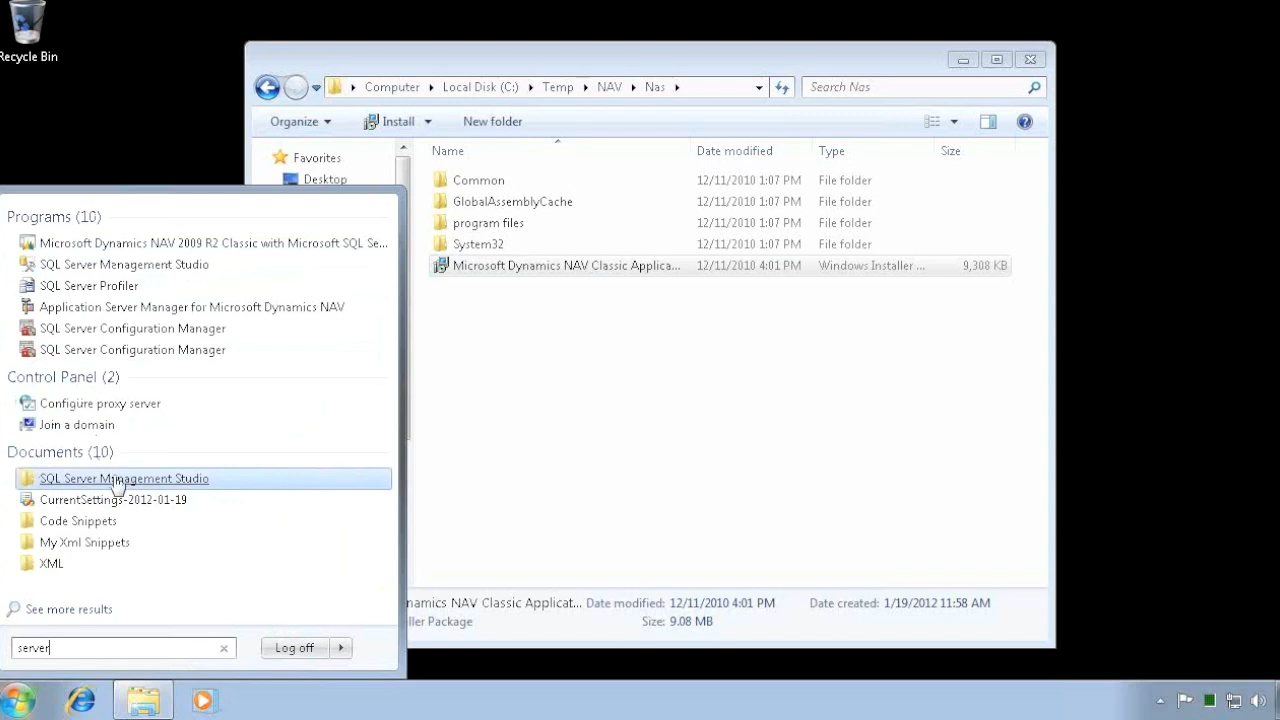 Recycle Bin
Computer
Local Disk (C:)
Temp
NAV
Nas
Search Nas
Organize
Install
New folder
Name
Date modified
Type
Size
Favorites
Desktop
Common
12/11/2010 1:07 PM
File folder
GlobalAssemblyCache
12/11/2010 1:07 PM
File folder
program files
12/11/2010 1:07 PM
File folder
System32
12/11/2010 1:07 PM
File folder
Microsoft Dynamics NAV Classic Applica...
12/11/2010 4:01 PM
Windows Installer ...
9,308 KB
Programs (10)
Microsoft Dynamics NAV 2009 R2 Classic with Microsoft SQL Se...
SQL Server Management Studio
SQL Server Profiler
Application Server Manager for Microsoft Dynamics NAV
SQL Server Configuration Manager
SQL Server Configuration Manager
Control Panel (2)
Configure proxy server
Join a domain
Documents (10)
SQL Server Management Studio
CurrentSettings-2012-01-19
Code Snippets
My Xml Snippets
XML
See more results
server
Log off
namics NAV Classic Applicat...
Date modified: 12/11/2010 4:01 PM
Date created: 1/19/2012 11:58 AM
ller Package
Size: 9.08 MB